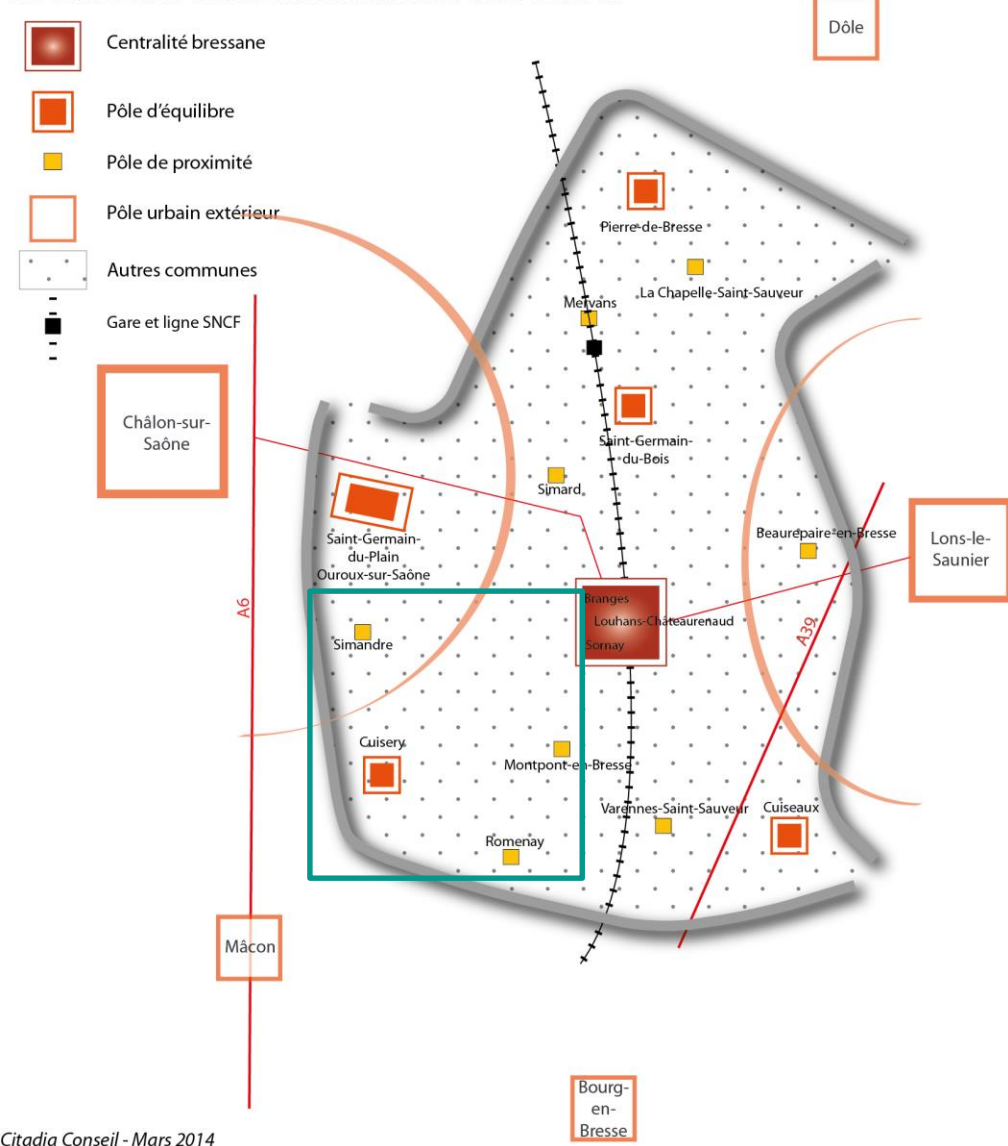 Centralité bressane
Pôle d'équilibre
Pôle de proximité
Pôle urbain extérieur
Autres communes
Gare et ligne SNCF
Dôle
Pierre-de-Bresse
La Chapelle-Saint-Sauveur
Mervans
Châlon-sur-
Saône
Saint-Germain-
du-Bois
Simard
Saint-Germain-
du-Plain
Ouroux-sur-Saône
Beaurepaire-en-Bresse
Lons-le-
Saunier
A6
Branges
Louhans-Châteaurenaud
Sornay
A39
Simandre
Cuisery
Montpont-en-Bresse
Varennes-Saint-Sauveur
Cuiseaux
Romenay
Mâcon
Bourg-
en-
Bresse
Citadia Conseil - Mars 2014